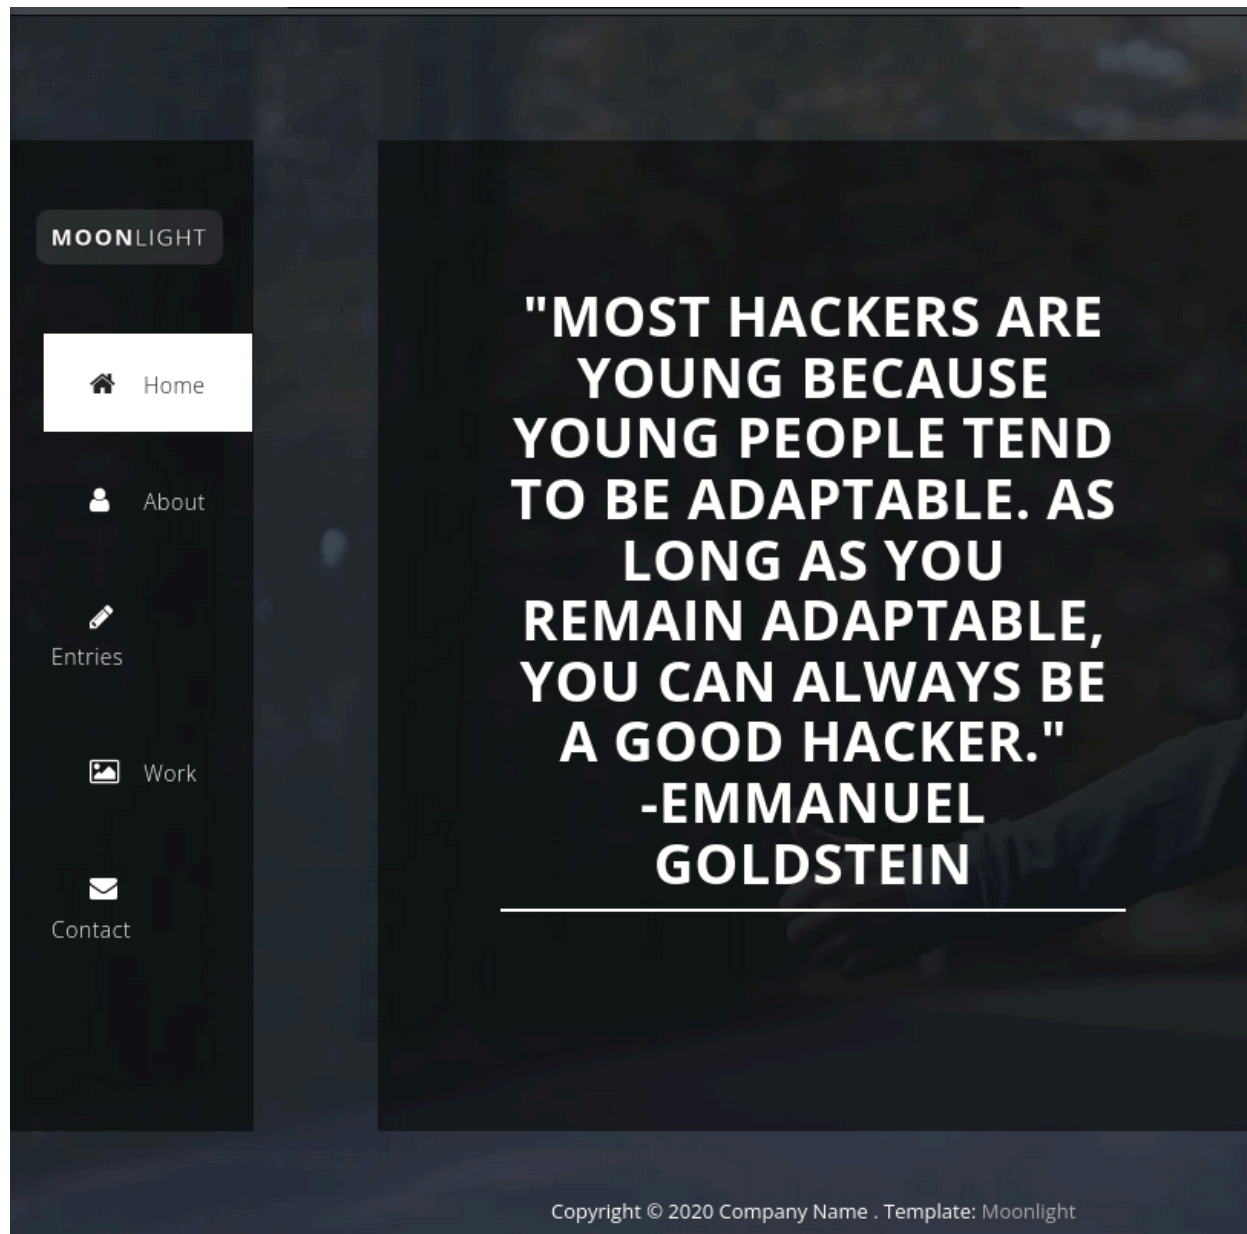 MOONLIGHT
Home
About
Entries
Work
Contact
"MOST HACKERS ARE
YOUNG BECAUSE
YOUNG PEOPLE TEND
TO BE ADAPTABLE. AS
LONG AS YOU
REMAIN ADAPTABLE,
YOU CAN ALWAYS BE
A GOOD HACKER."
-EMMANUEL
GOLDSTEIN
Copyright © 2020 Company Name . Template: Moonlight